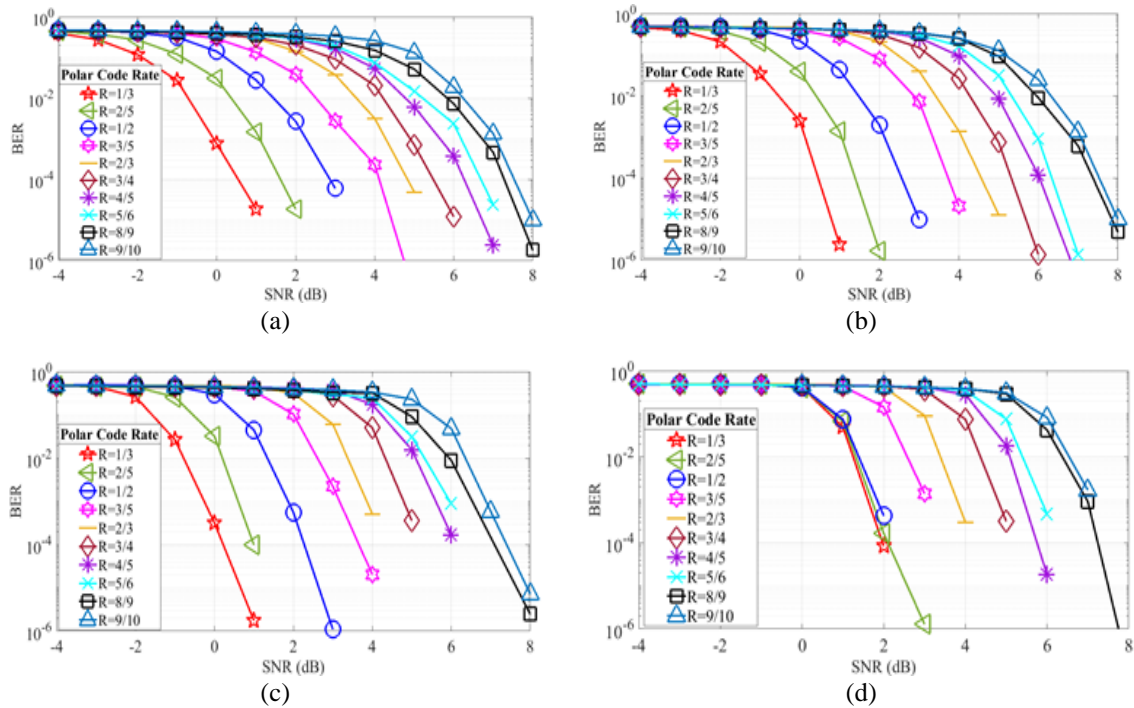 10^0
10^-2
10^-4
10^-6
BER
-4 -2 0 2 4 6 8
SNR (dB)
Polar Code Rate
R=1/3
R=2/5
R=1/2
R=3/5
R=2/3
R=3/4
R=4/5
R=5/6
R=8/9
R=9/10
(a)
10^0
10^-2
10^-4
10^-6
BER
-4 -2 0 2 4 6 8
SNR (dB)
Polar Code Rate
R=1/3
R=2/5
R=1/2
R=3/5
R=2/3
R=3/4
R=4/5
R=5/6
R=8/9
R=9/10
(b)
10^0
10^-2
10^-4
10^-6
BER
-4 -2 0 2 4 6 8
SNR (dB)
Polar Code Rate
R=1/3
R=2/5
R=1/2
R=3/5
R=2/3
R=3/4
R=4/5
R=5/6
R=8/9
R=9/10
(c)
10^0
10^-2
10^-4
10^-6
BER
-4 -2 0 2 4 6 8
SNR (dB)
Polar Code Rate
R=1/3
R=2/5
R=1/2
R=3/5
R=2/3
R=3/4
R=4/5
R=5/6
R=8/9
R=9/10
(d)